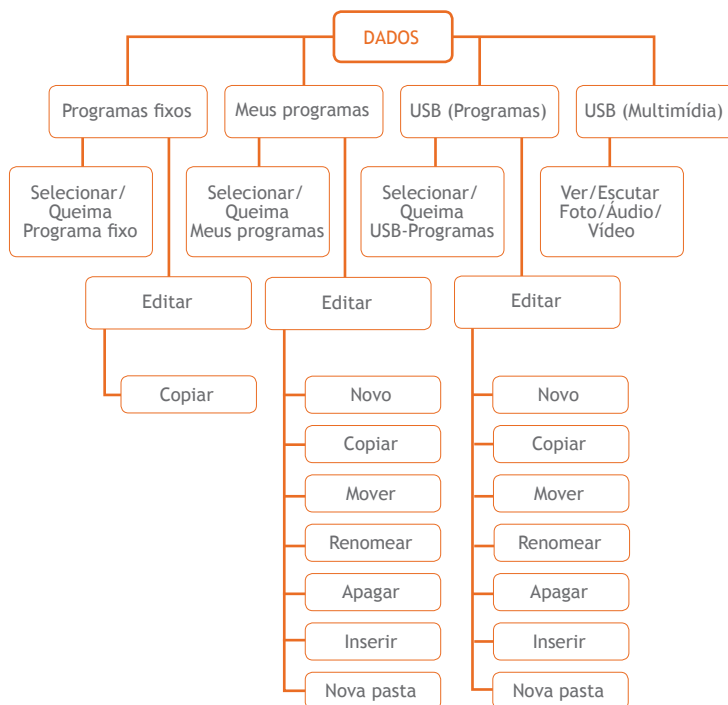 DADOS
Programas fixos
Meus programas
USB (Programas)
USB (Multimídia)
Selecionar/
Queima
Programa fixo
Selecionar/
Queima
Meus programas
Selecionar/
Queima
USB-Programas
Ver/Escutar
Foto/Áudio/
Vídeo
Editar
Editar
Editar
Copiar
Novo
Copiar
Mover
Renomear
Apagar
Inserir
Nova pasta
Novo
Copiar
Mover
Renomear
Apagar
Inserir
Nova pasta